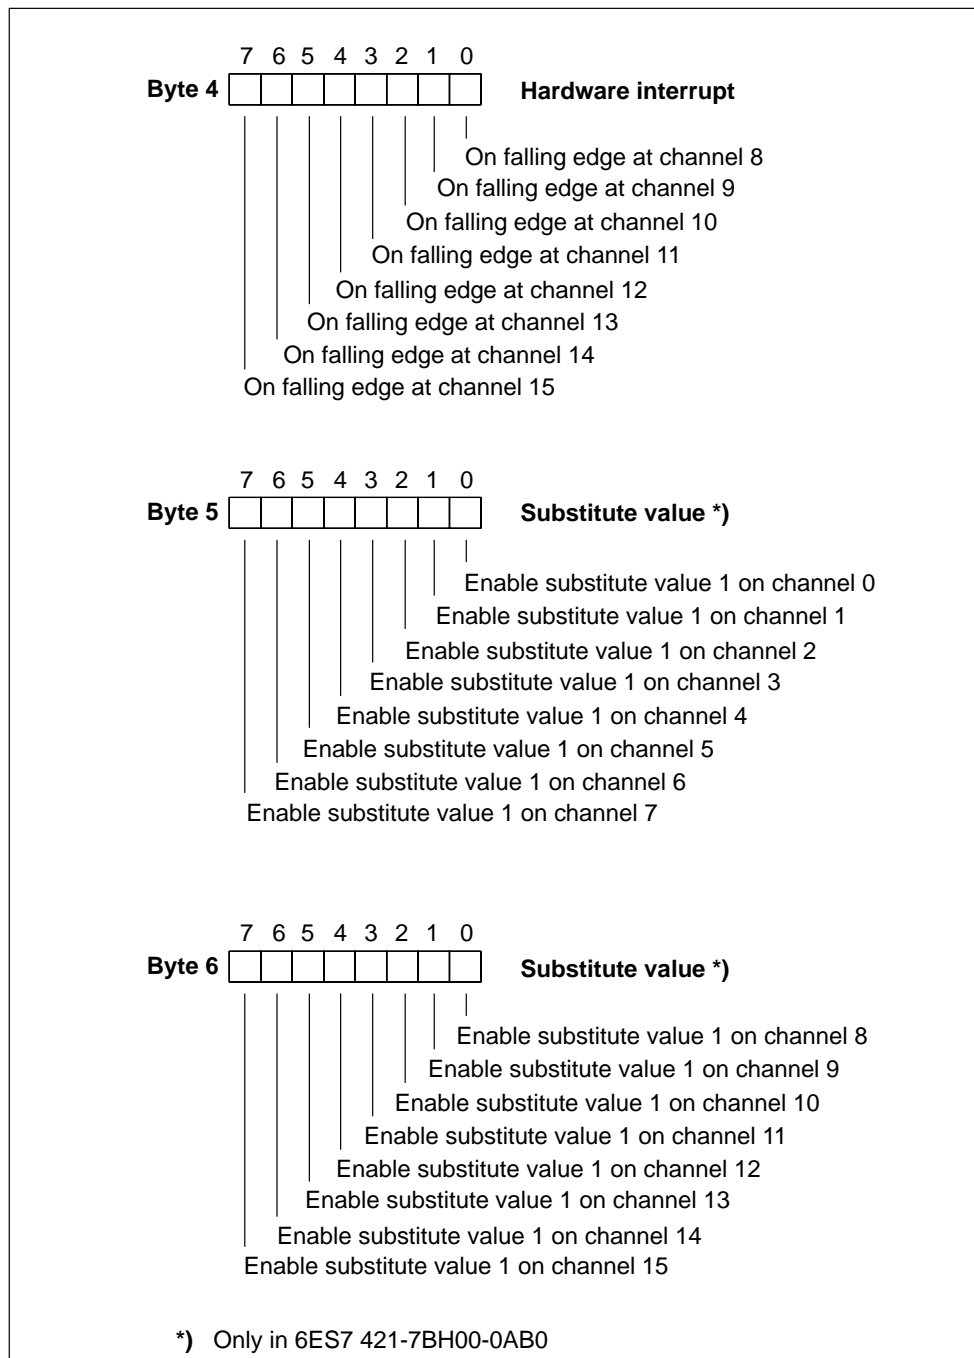 7 6 5 4 3 2 1 0
Byte 4 Hardware interrupt
On falling edge at channel 8
On falling edge at channel 9
On falling edge at channel 10
On falling edge at channel 11
On falling edge at channel 12
On falling edge at channel 13
On falling edge at channel 14
On falling edge at channel 15
7 6 5 4 3 2 1 0
Byte 5 Substitute value *)
Enable substitute value 1 on channel 0
Enable substitute value 1 on channel 1
Enable substitute value 1 on channel 2
Enable substitute value 1 on channel 3
Enable substitute value 1 on channel 4
Enable substitute value 1 on channel 5
Enable substitute value 1 on channel 6
Enable substitute value 1 on channel 7
7 6 5 4 3 2 1 0
Byte 6 Substitute value *)
Enable substitute value 1 on channel 8
Enable substitute value 1 on channel 9
Enable substitute value 1 on channel 10
Enable substitute value 1 on channel 11
Enable substitute value 1 on channel 12
Enable substitute value 1 on channel 13
Enable substitute value 1 on channel 14
Enable substitute value 1 on channel 15
*) Only in 6ES7 421-7BH00-0AB0